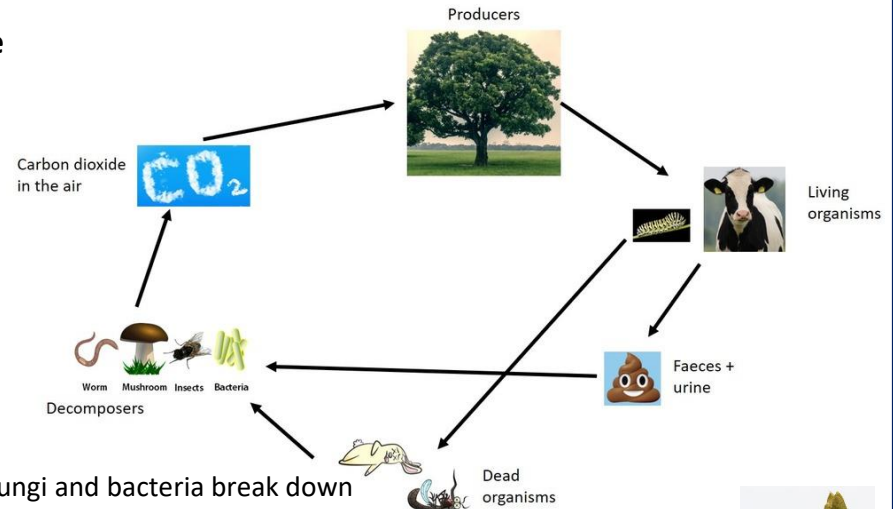 Producers
e
Carbon dioxide
in the air
CO2
Living
organisms
Faeces +
urine
Worm Mushroom Insects Bacteria
Decomposers
Dead
organisms
ungi and bacteria break down